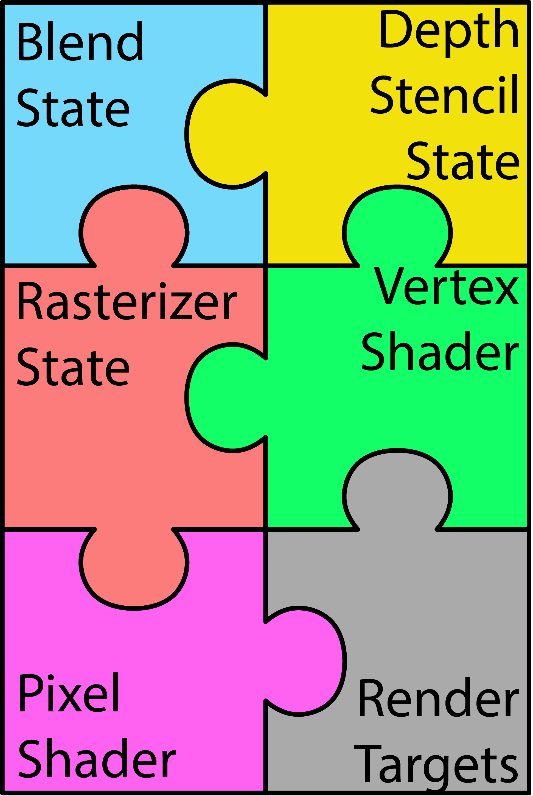 Blend
State
Depth
Stencil
State
Rasterizer
State
Vertex
Shader
Pixel
Shader
Render
Targets